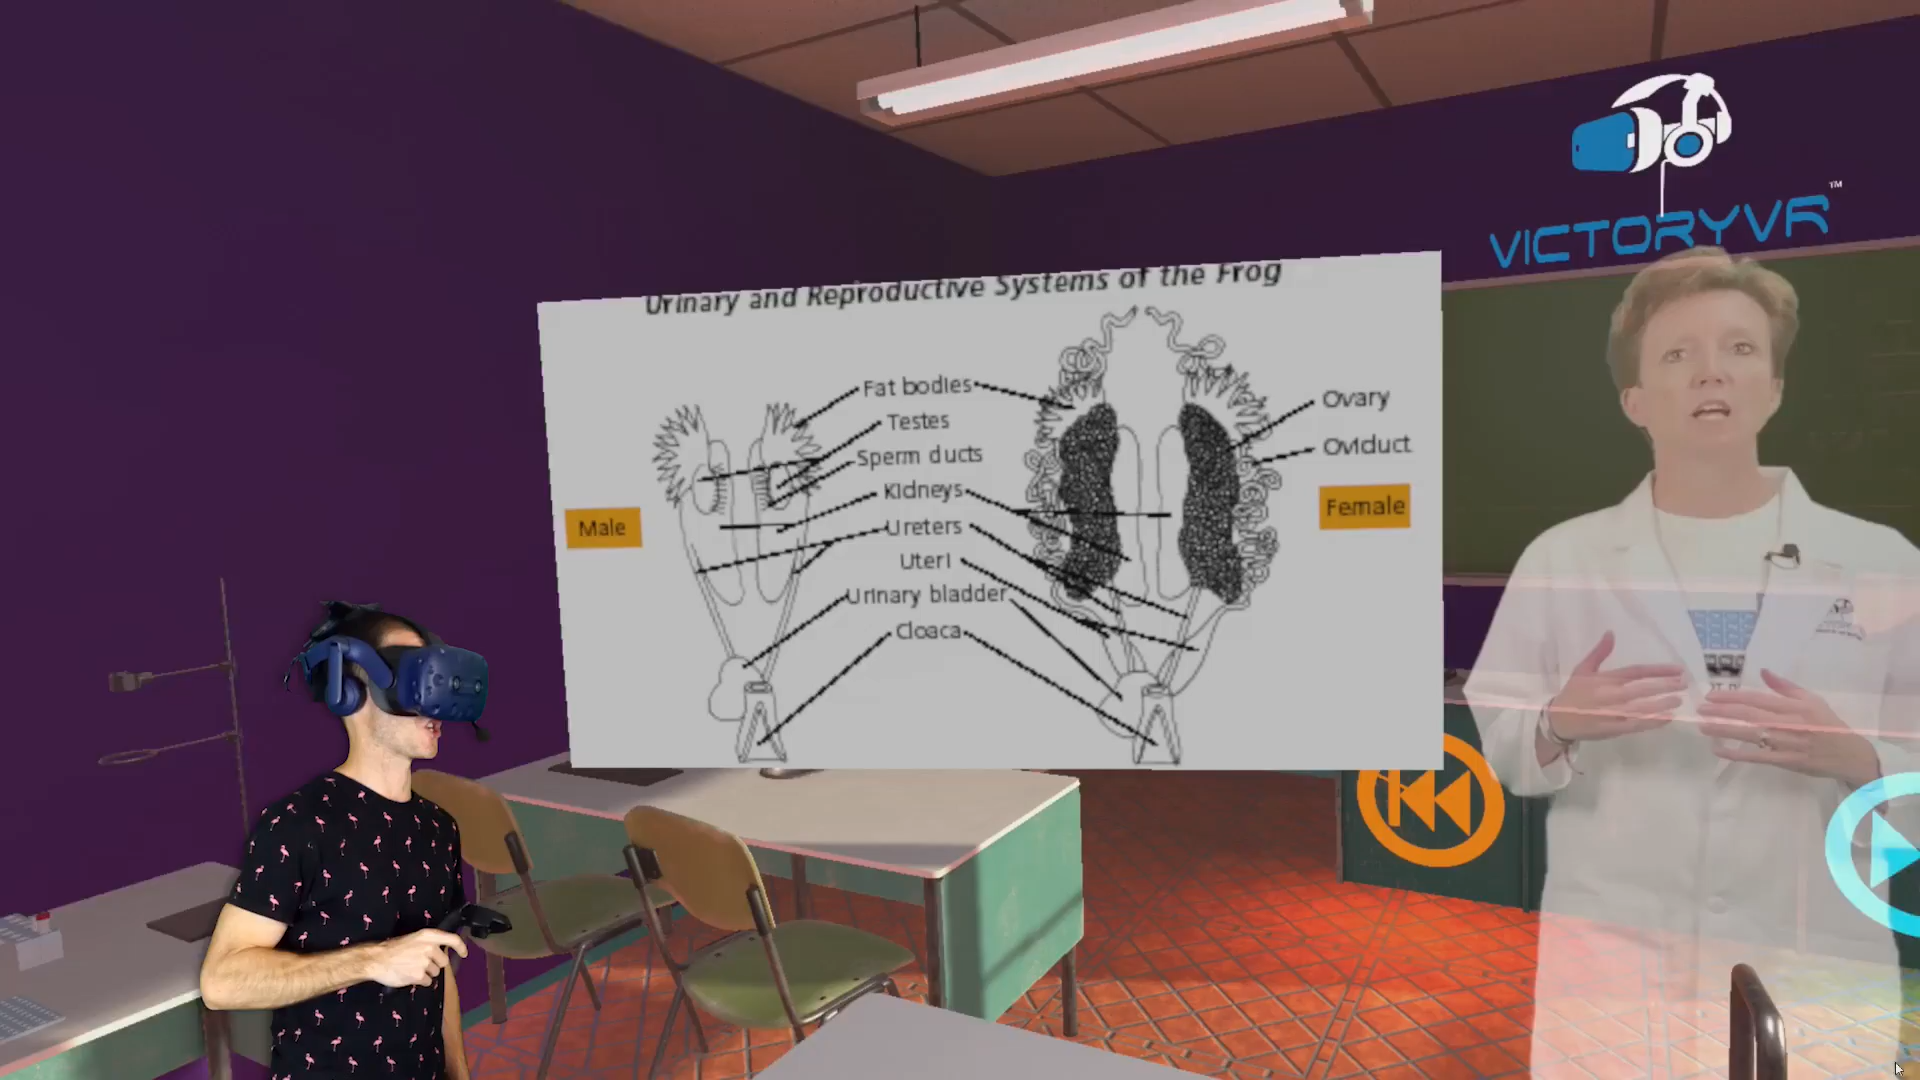 VICTORYVR™
Urinary and Reproductive Systems of the Frog
Fat bodies
Testes
Sperm ducts
Kidneys
Ureters
Uteri
Urinary bladder
Cloaca
Ovary
Oviduct
Male
Female